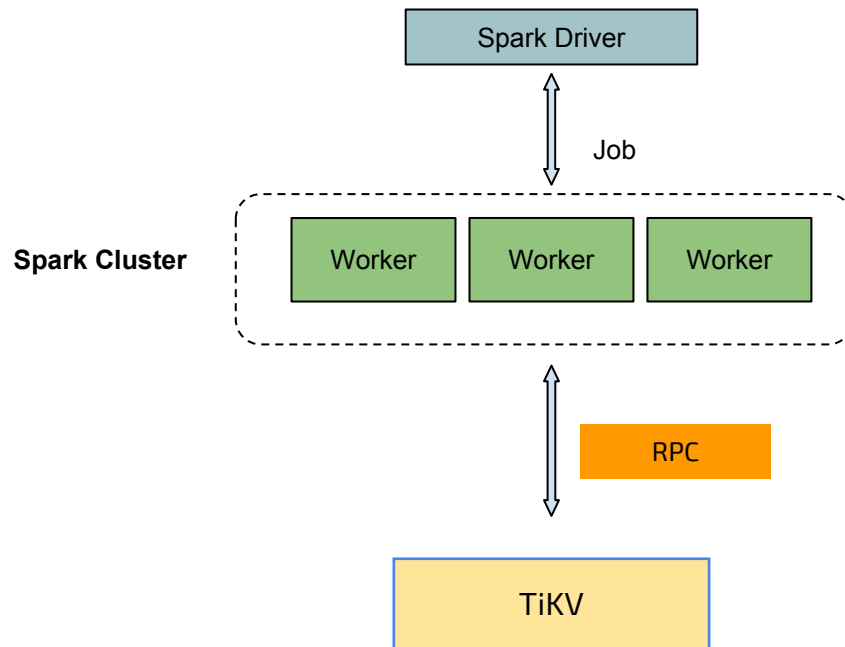 Spark Driver
Job
Spark Cluster
Worker
Worker
Worker
RPC
TiKV